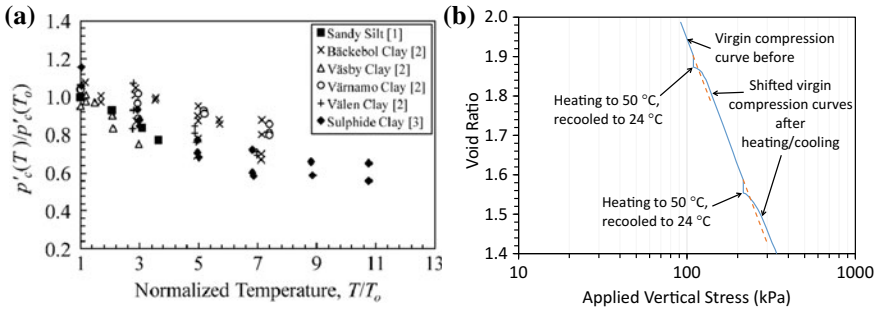 (a)
1.4
1.2
1.0
0.8
0.6
0.4
0.2
p'c(T)/p'c(To)
1
3
5
7
9
11
13
Normalized Temperature, T/To
Sandy Silt [1]
Bäckebol Clay [2]
Väsby Clay [2]
Värnamo Clay [2]
Välen Clay [2]
Sulphide Clay [3]
(b)
2.0
1.9
1.8
1.7
1.6
1.5
1.4
Void Ratio
10
100
1000
Applied Vertical Stress (kPa)
Virgin compression
curve before
Heating to 50 °C,
recooled to 24 °C
Shifted virgin
compression curves
after
heating/cooling
Heating to 50 °C,
recooled to 24 °C